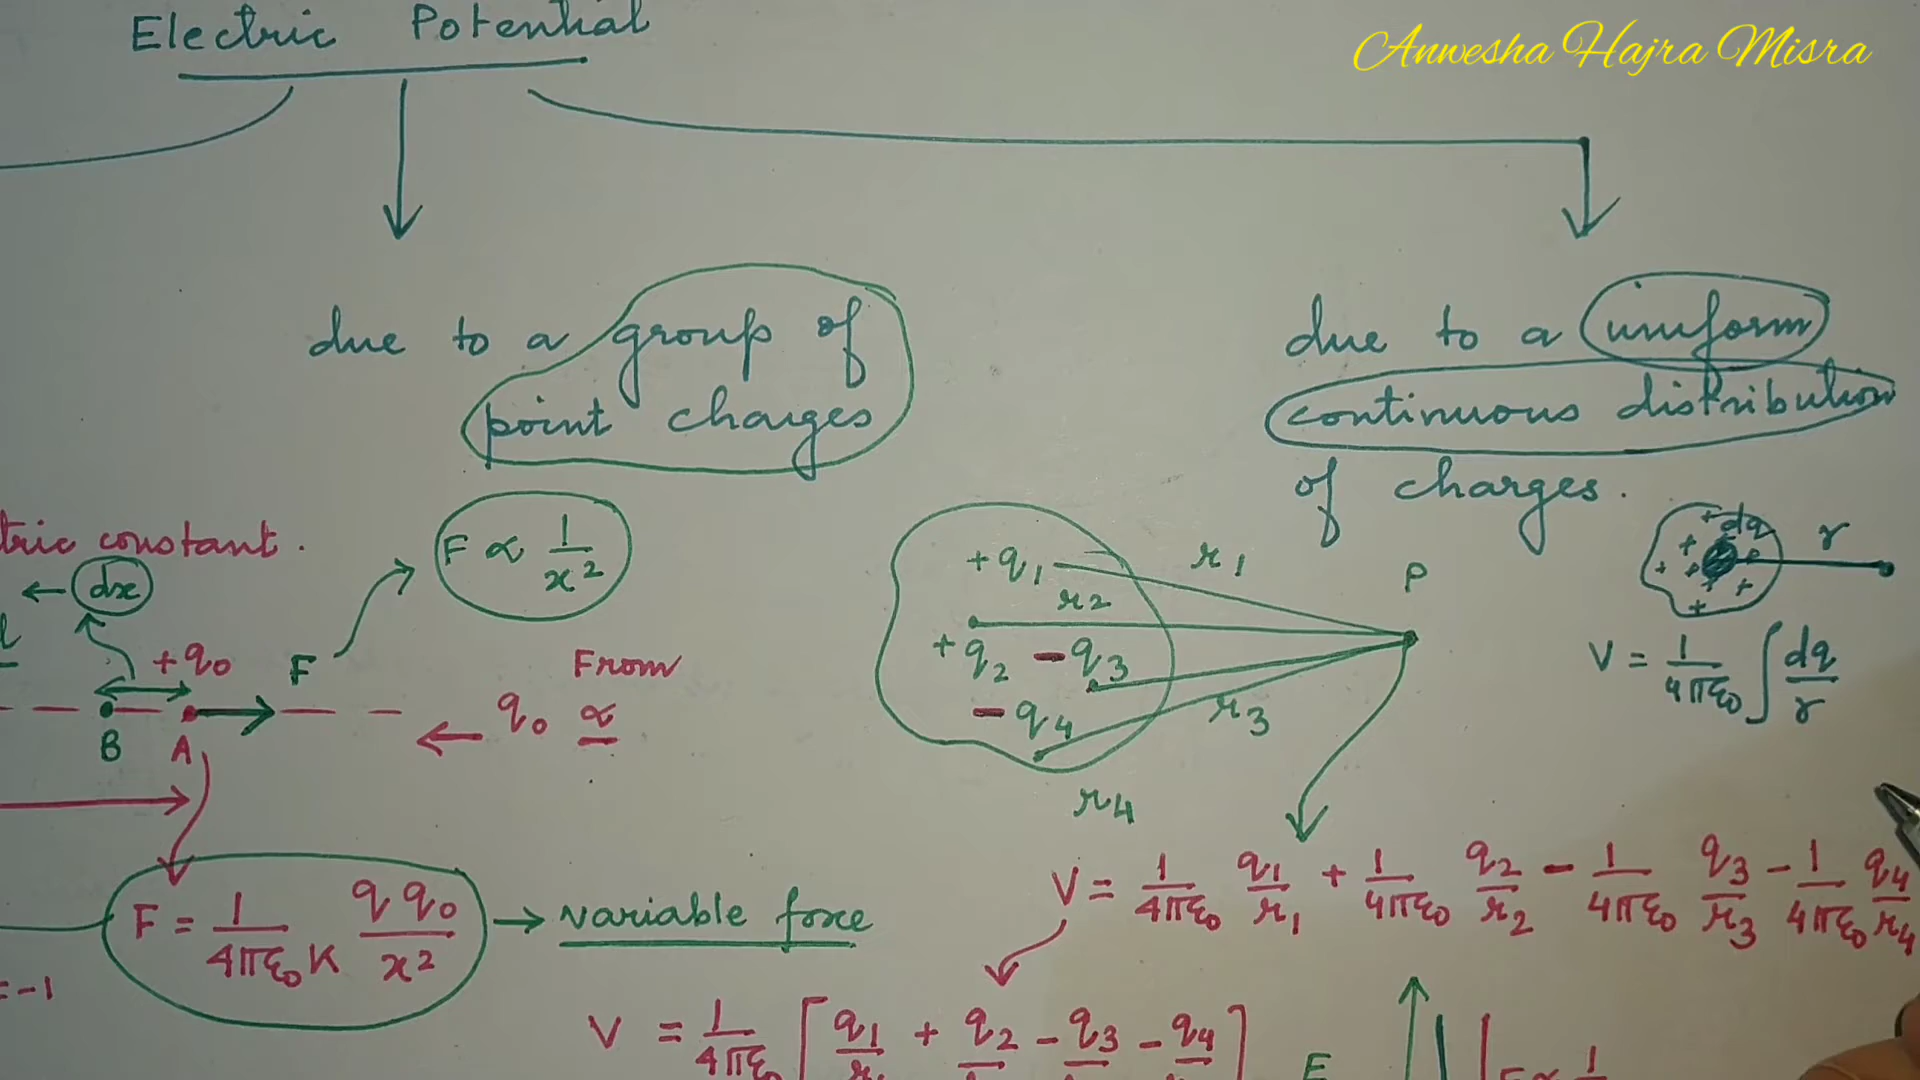 Electric Potential
Anwesha Hajra Misra
due to a group of
point charges
due to a uniform
continuous distribution
of charges.
tric constant.
dx
F ∝ 1/x²
+q₀
F
B
A
From
q₀ ∝
+q₁
r₁
r₂
+q₂
-q₃
-q₄
r₃
r₄
P
dq
r
V = 1/4πε₀ ∫ dq/r
F = 1/4πε₀K qq₀/x²
→ variable force
=-1
V = 1/4πε₀ q₁/r₁ + 1/4πε₀ q₂/r₂ - 1/4πε₀ q₃/r₃ - 1/4πε₀ q₄/r₄
V = 1/4πε₀ [q₁/r₁ + q₂ - q₃ - q₄]
E